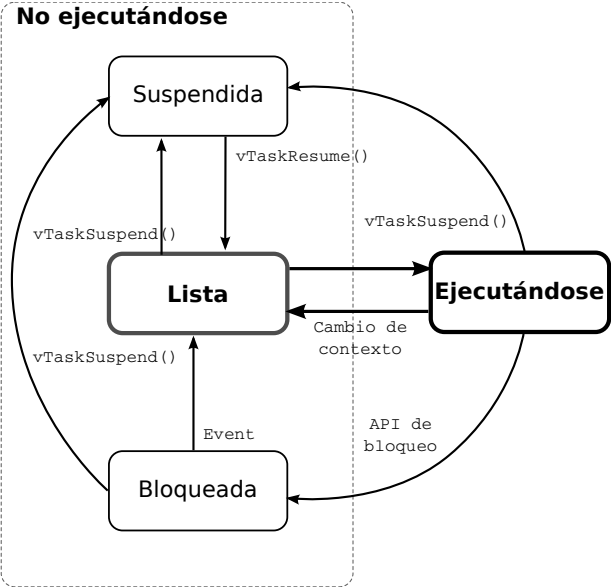 No ejecutándose
Suspendida
vTaskResume()
vTaskSuspend()
vTaskSuspend()
Lista
Ejecutándose
Cambio de
contexto
vTaskSuspend()
API de
bloqueo
Event
Bloqueada